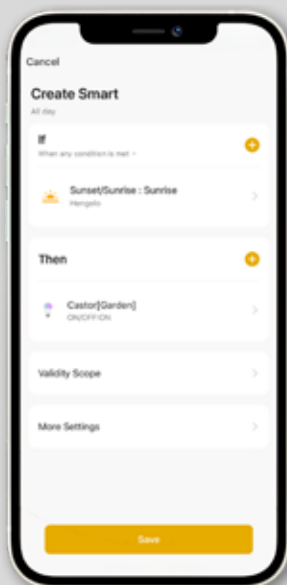 Cancel
Create Smart
All day
If
When any condition is met
Sunset/Sunrise : Sunrise
Hengelo
Then
Castor[Garden]
ON/OFF:ON
Validity Scope
More Settings
Save